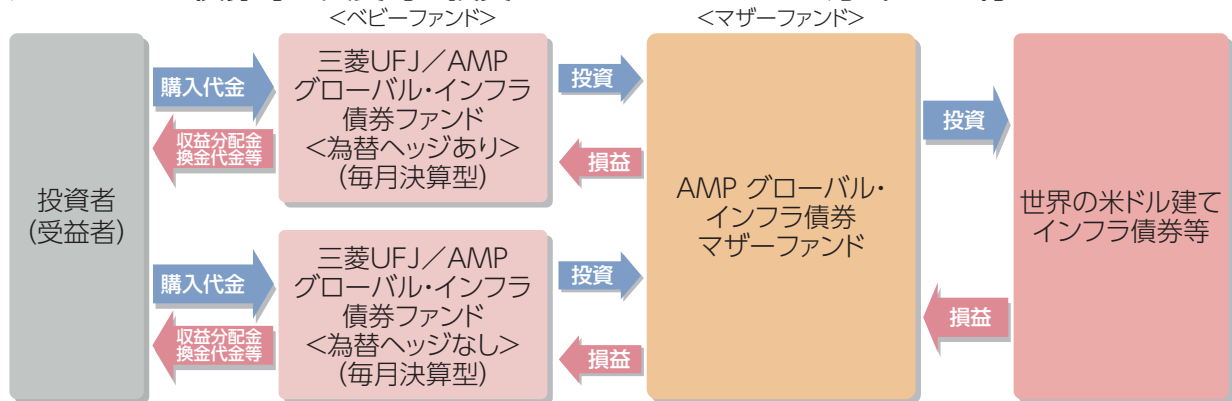 <ベビーファンド>
<マザーファンド>
投資者
(受益者)
購入代金
収益分配金
換金代金等
三菱UFJ/AMP
グローバル・インフラ
債券ファンド
<為替ヘッジあり>
(毎月決算型)
投資
損益
購入代金
収益分配金
換金代金等
三菱UFJ/AMP
グローバル・インフラ
債券ファンド
<為替ヘッジなし>
(毎月決算型)
投資
損益
AMP グローバル・
インフラ債券
マザーファンド
投資
損益
世界の米ドル建て
インフラ債券等